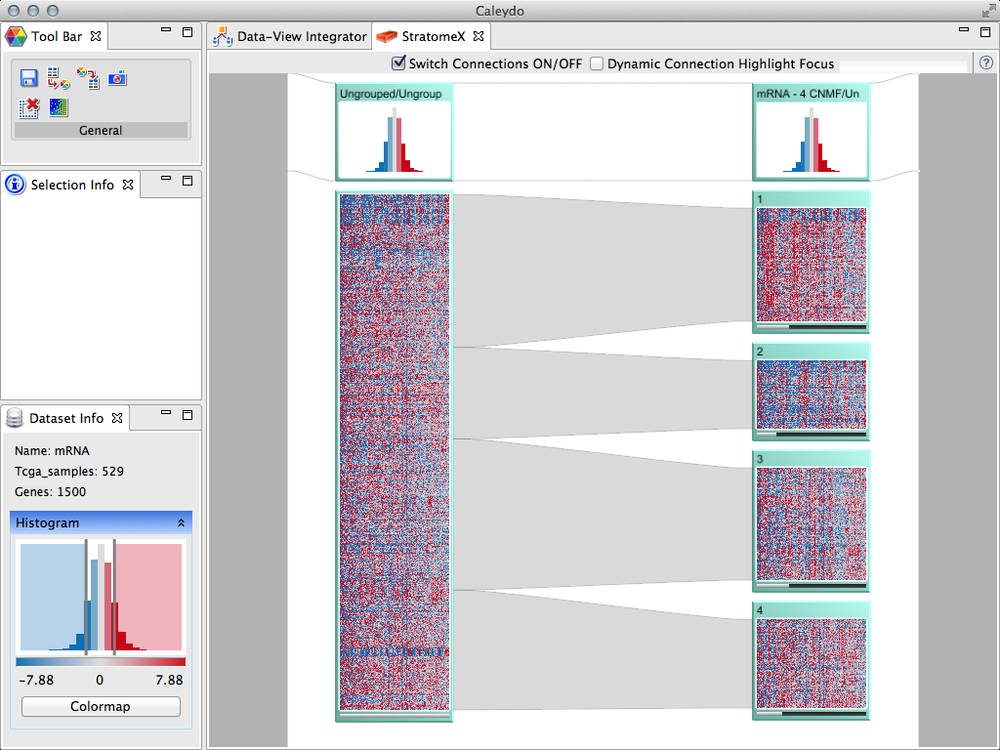 Caleydo
Tool Bar
General
Selection Info
Dataset Info
Name: mRNA
Tcga_samples: 529
Genes: 1500
Histogram
-7.88 0 7.88
Colormap
Data-View Integrator StratomeX
Switch Connections ON/OFF Dynamic Connection Highlight Focus
?
Ungrouped/Ungroup mRNA - 4 CNMF/Un
1
2
3
4